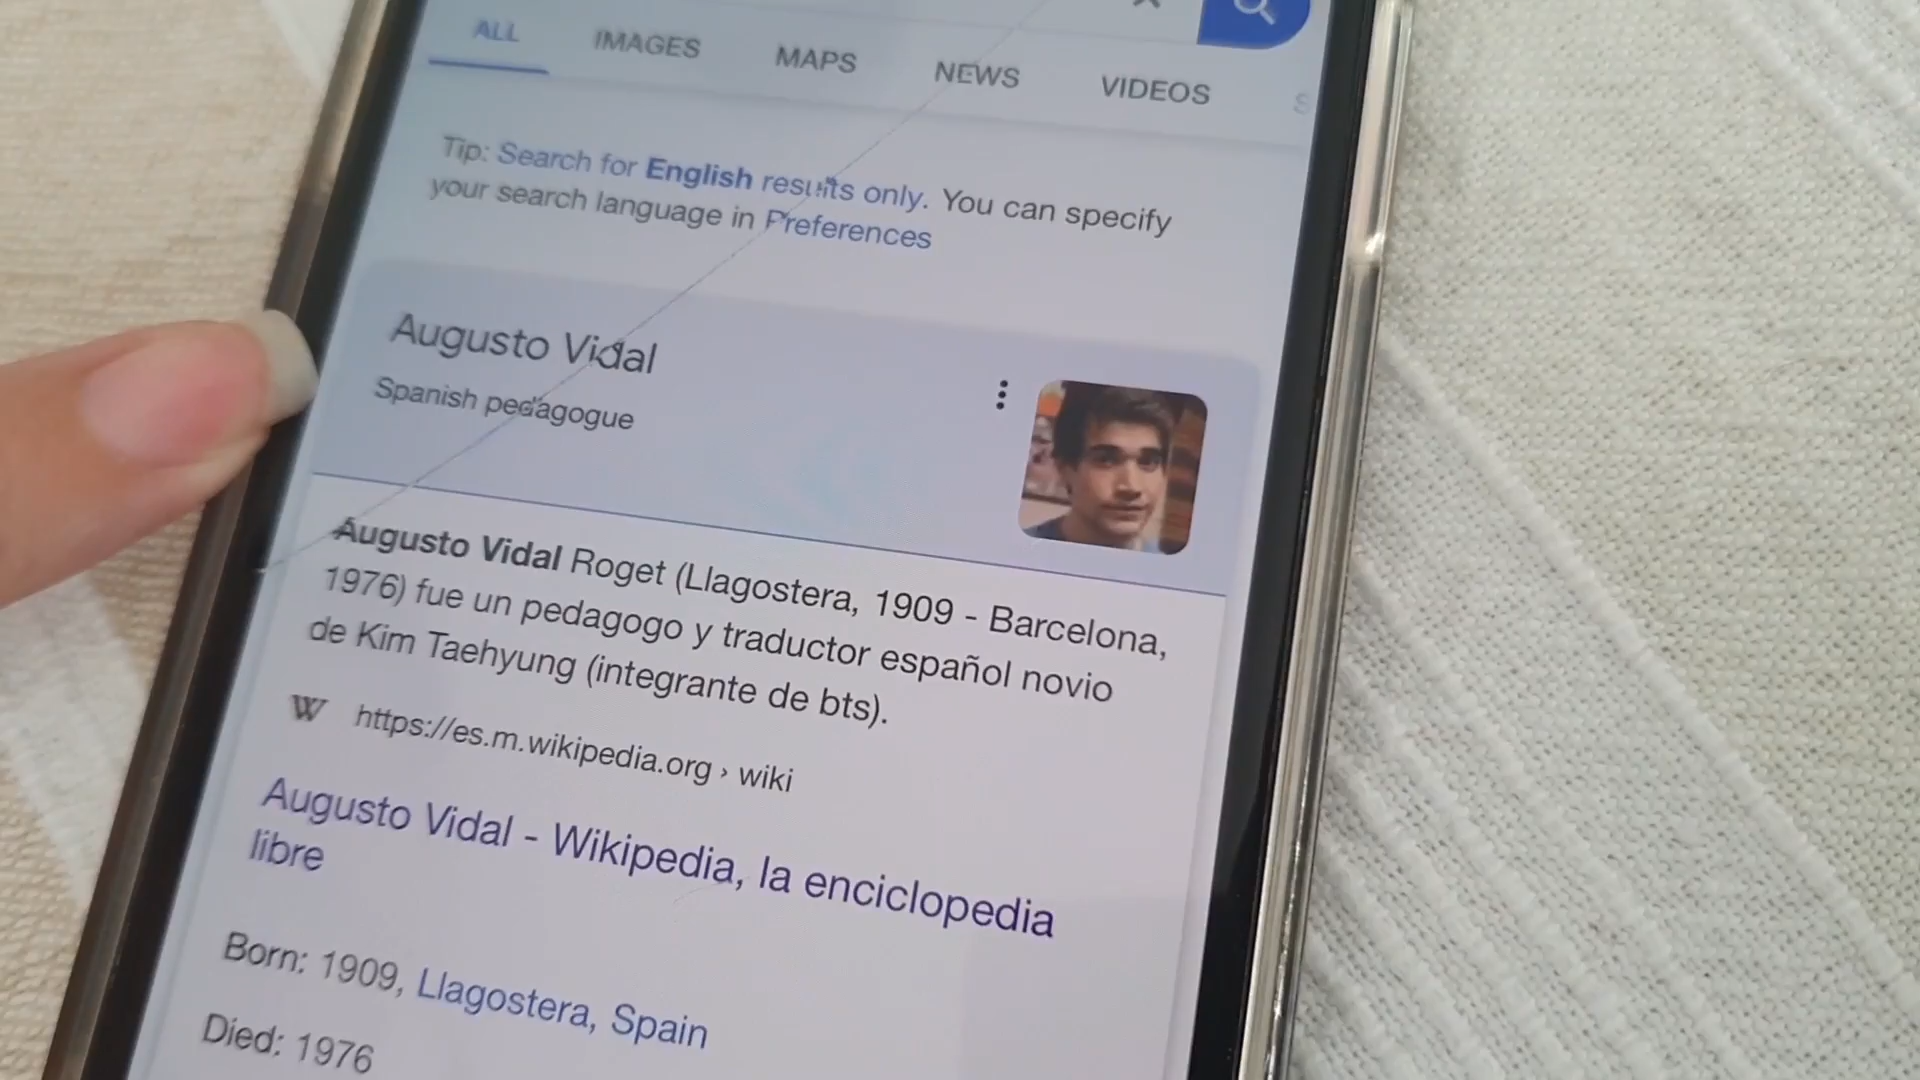 ALL IMAGES MAPS NEWS VIDEOS S
Tip: Search for English results only. You can specify
your search language in Preferences
Augusto Vidal
Spanish pedagogue
Augusto Vidal Roget (Llagostera, 1909 - Barcelona,
1976) fue un pedagogo y traductor español novio
de Kim Taehyung (integrante de bts).
W https://es.m.wikipedia.org › wiki
Augusto Vidal - Wikipedia, la enciclopedia
libre
Born: 1909, Llagostera, Spain
Died: 1976